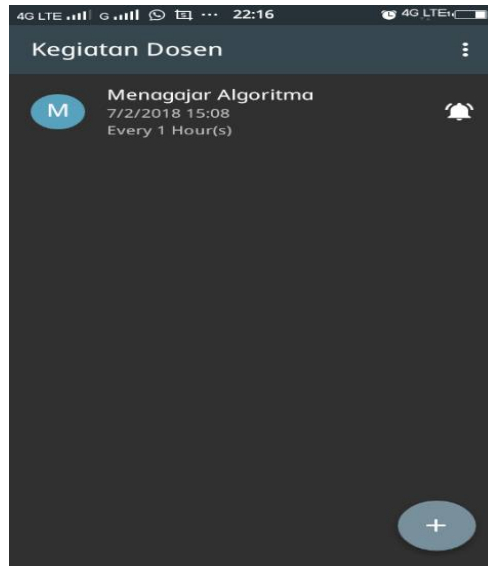 4G LTE G ... 22:16 4G LTE
Kegiatan Dosen
M
Menagajar Algoritma
7/2/2018 15:08
Every 1 Hour(s)
+